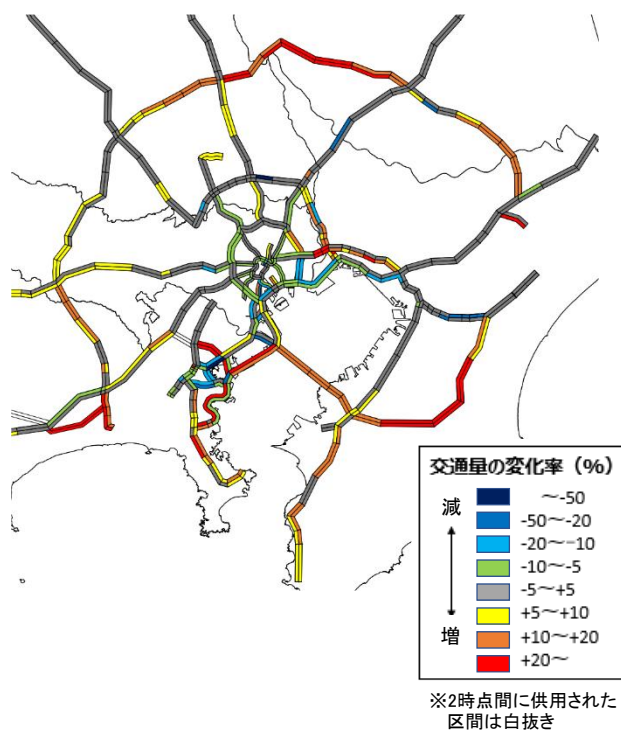 交通量の変化率（%）
減
増
～-50
-50～-20
-20～-10
-10～-5
-5～+5
+5～+10
+10～+20
+20～
※2時点間に供用された
区間は白抜き